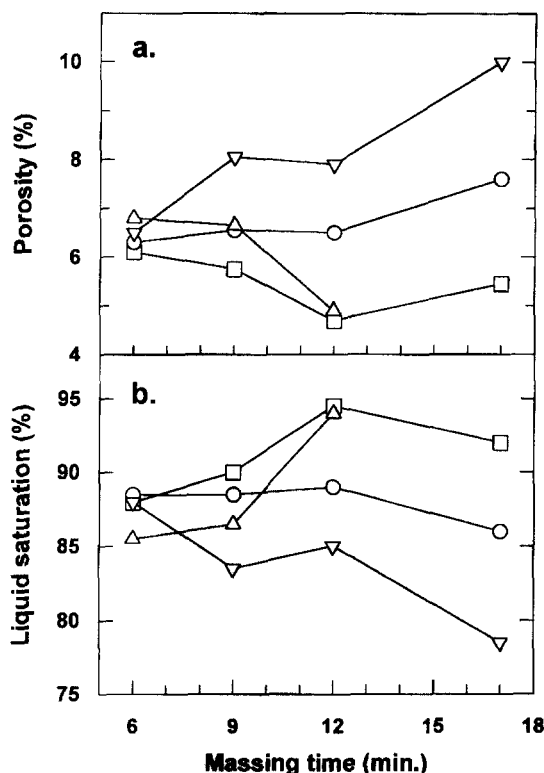 a.
Porosity (%)
10
8
6
4
b.
Liquid saturation (%)
95
90
85
80
75
6 9 12 15 18
Massing time (min.)